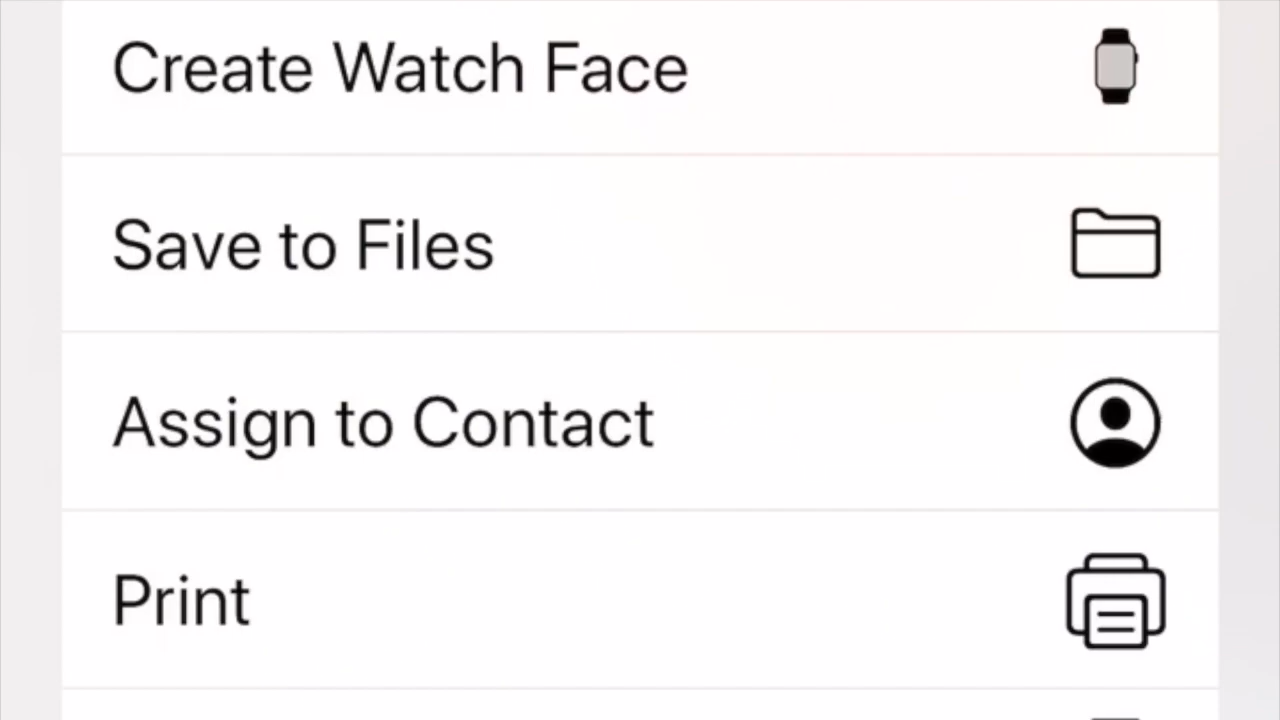 Create Watch Face
Save to Files
Assign to Contact
Print